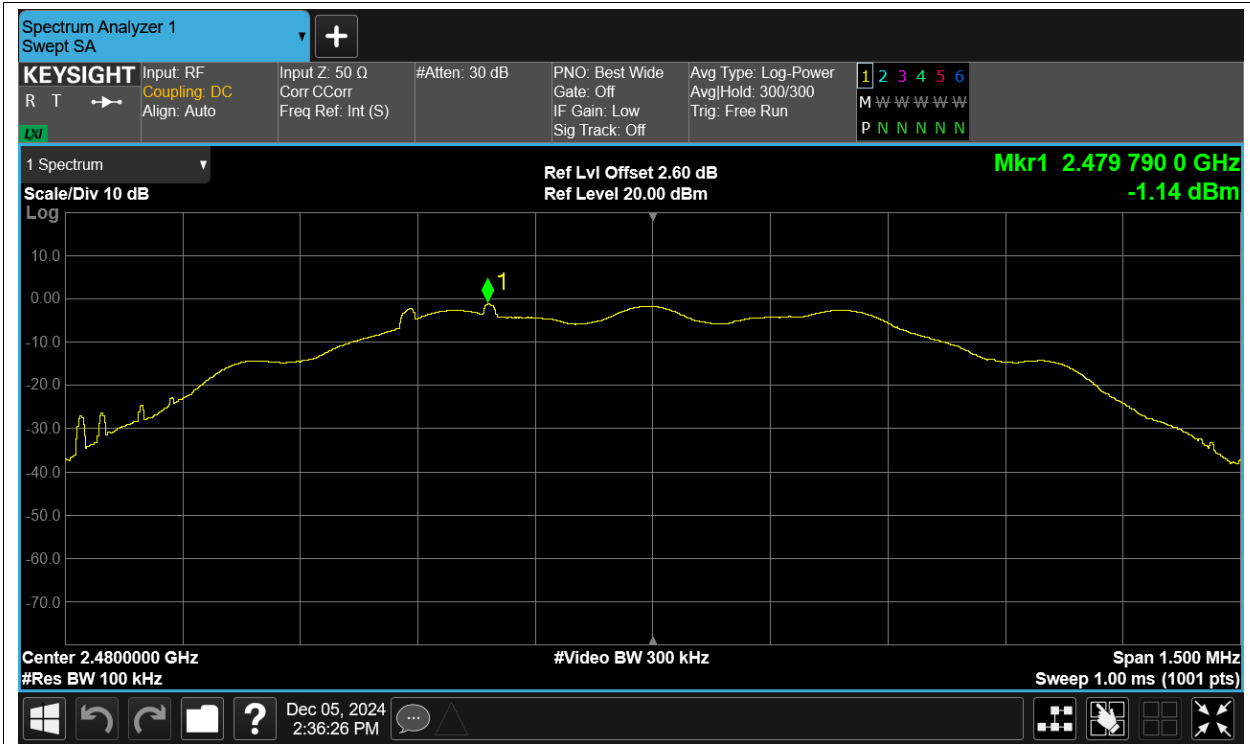 Spectrum Analyzer 1
Swept SA
KEYSIGHT
R T
LXI
Input: RF
Coupling: DC
Align: Auto
Input Z: 50 Ω
Corr CCorr
Freq Ref: Int (S)
#Atten: 30 dB
PNO: Best Wide
Gate: Off
IF Gain: Low
Sig Track: Off
Avg Type: Log-Power
Avg|Hold: 300/300
Trig: Free Run
1 2 3 4 5 6
M W W W W W
P N N N N N
1 Spectrum
Scale/Div 10 dB
Ref Lvl Offset 2.60 dB
Ref Level 20.00 dBm
Mkr1 2.479 790 0 GHz
-1.14 dBm
Log
10.0
0.00
-10.0
-20.0
-30.0
-40.0
-50.0
-60.0
-70.0
1
Center 2.4800000 GHz
#Res BW 100 kHz
#Video BW 300 kHz
Span 1.500 MHz
Sweep 1.00 ms (1001 pts)
?
Dec 05, 2024
2:36:26 PM